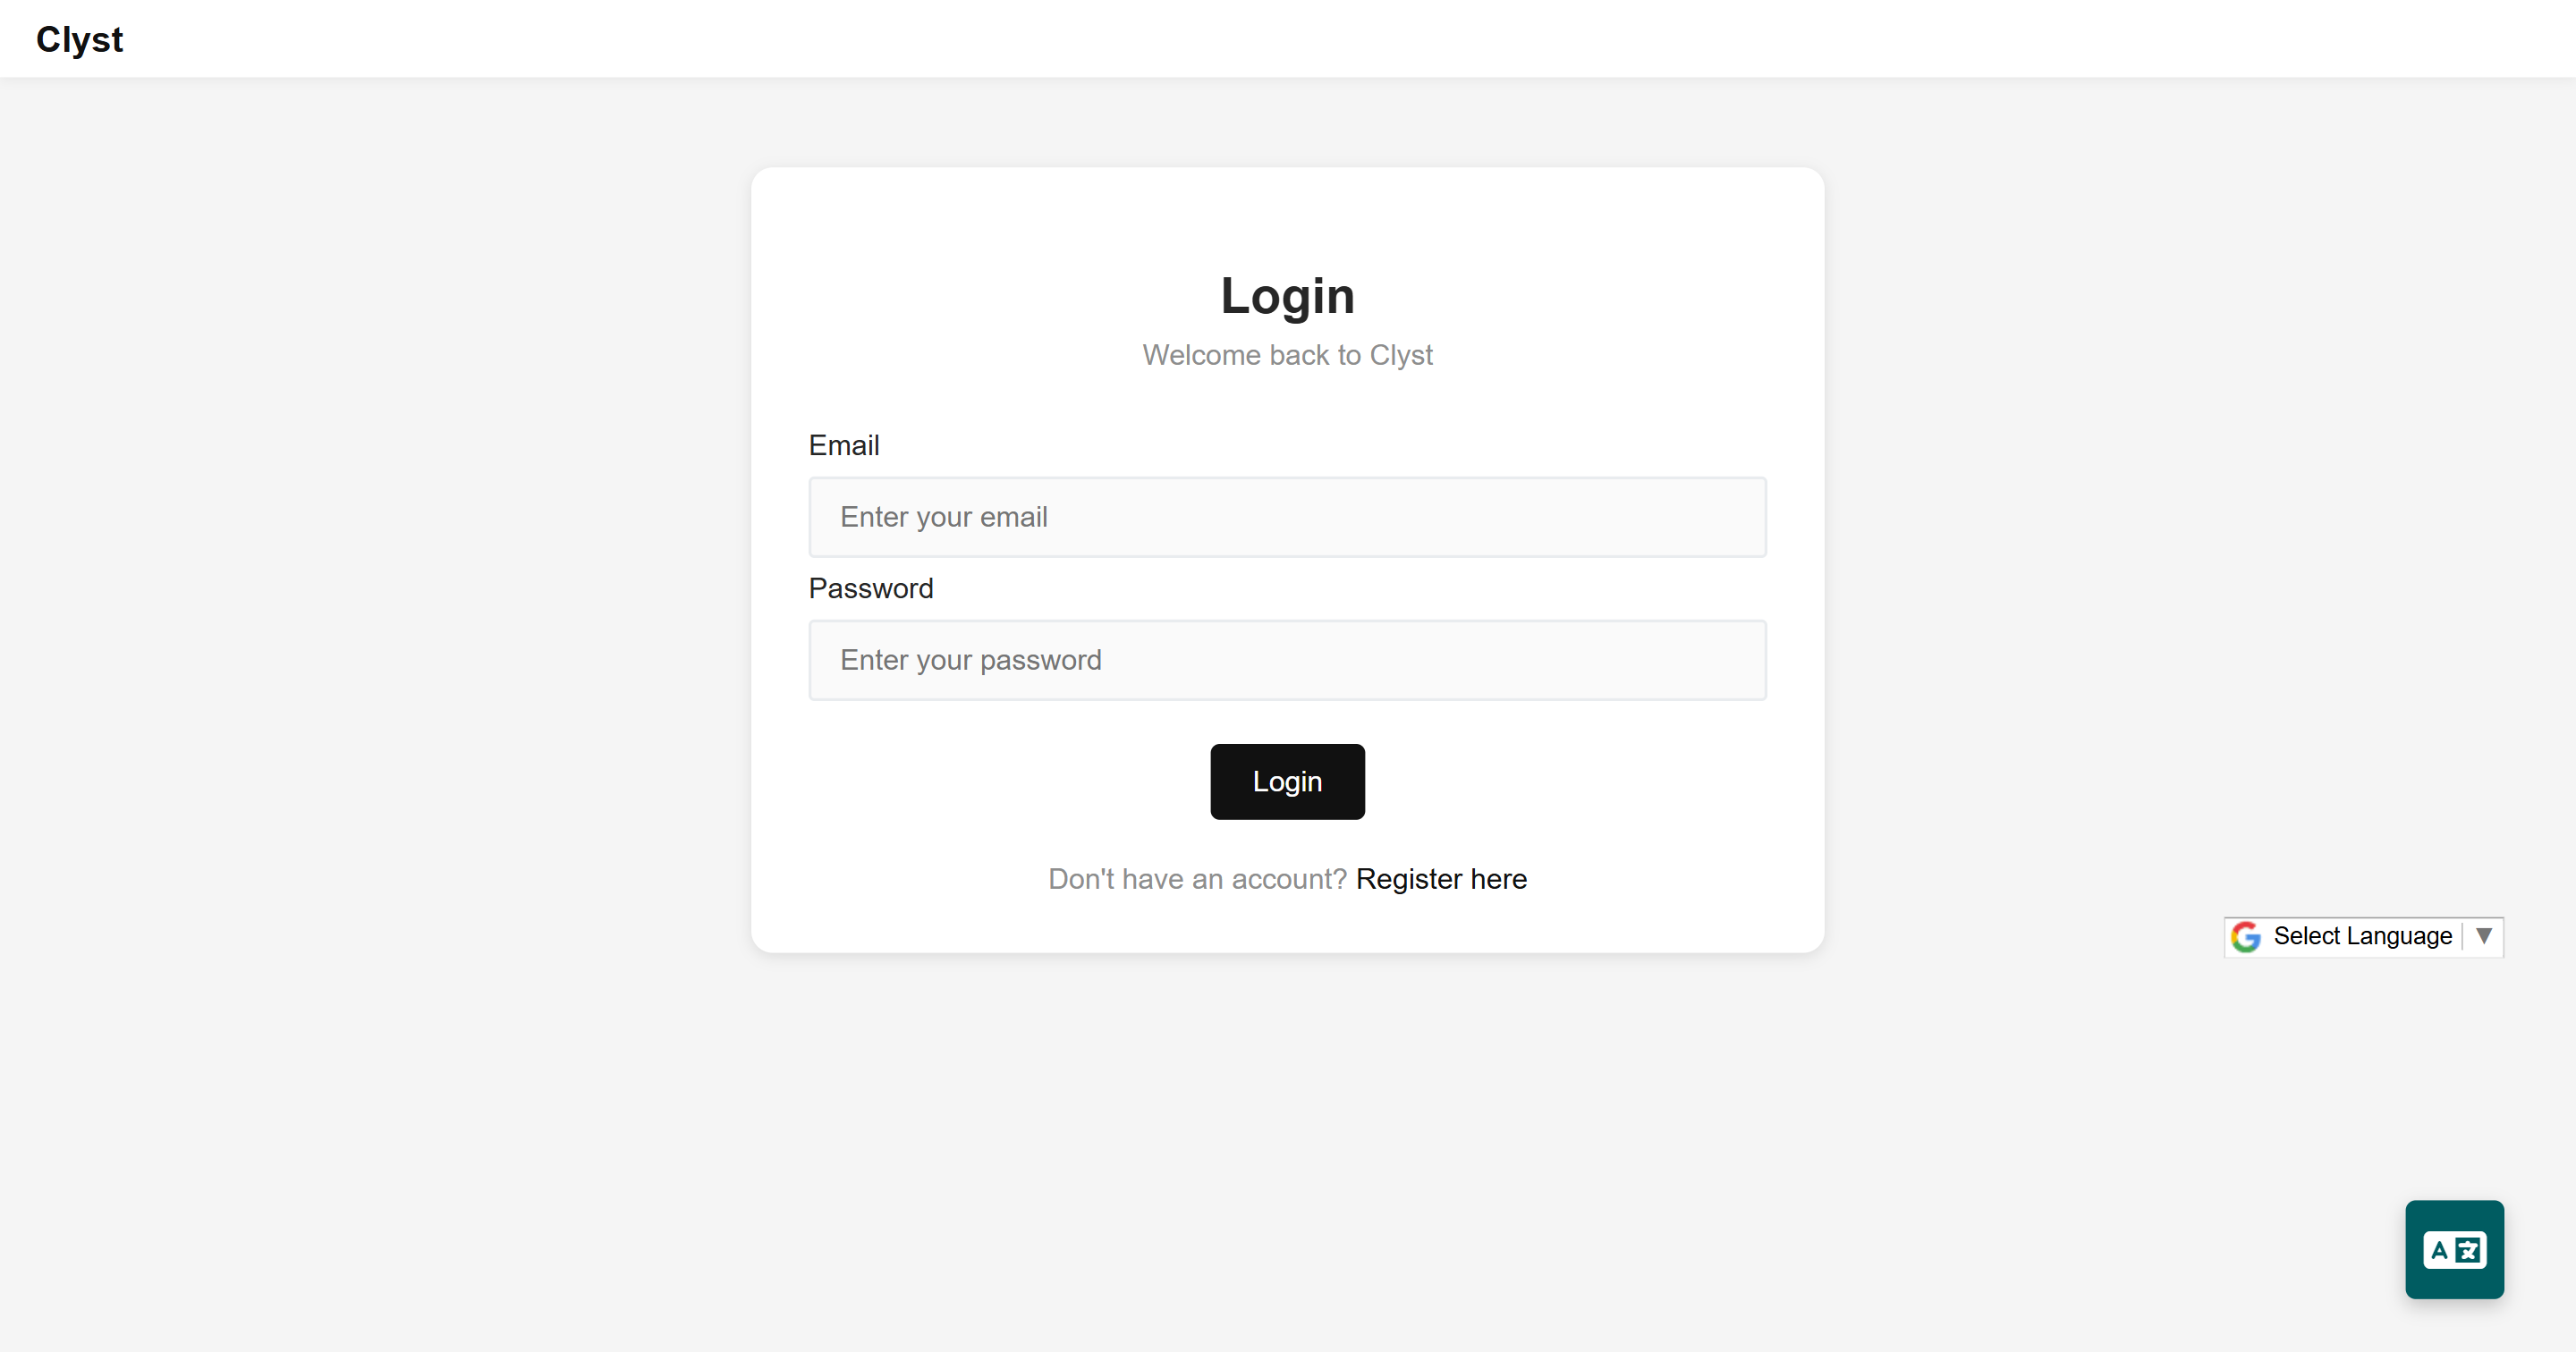 Clyst
Login
Welcome back to Clyst
Email
Enter your email
Password
Enter your password
Login
Don't have an account? Register here
Select Language ▼
A 文